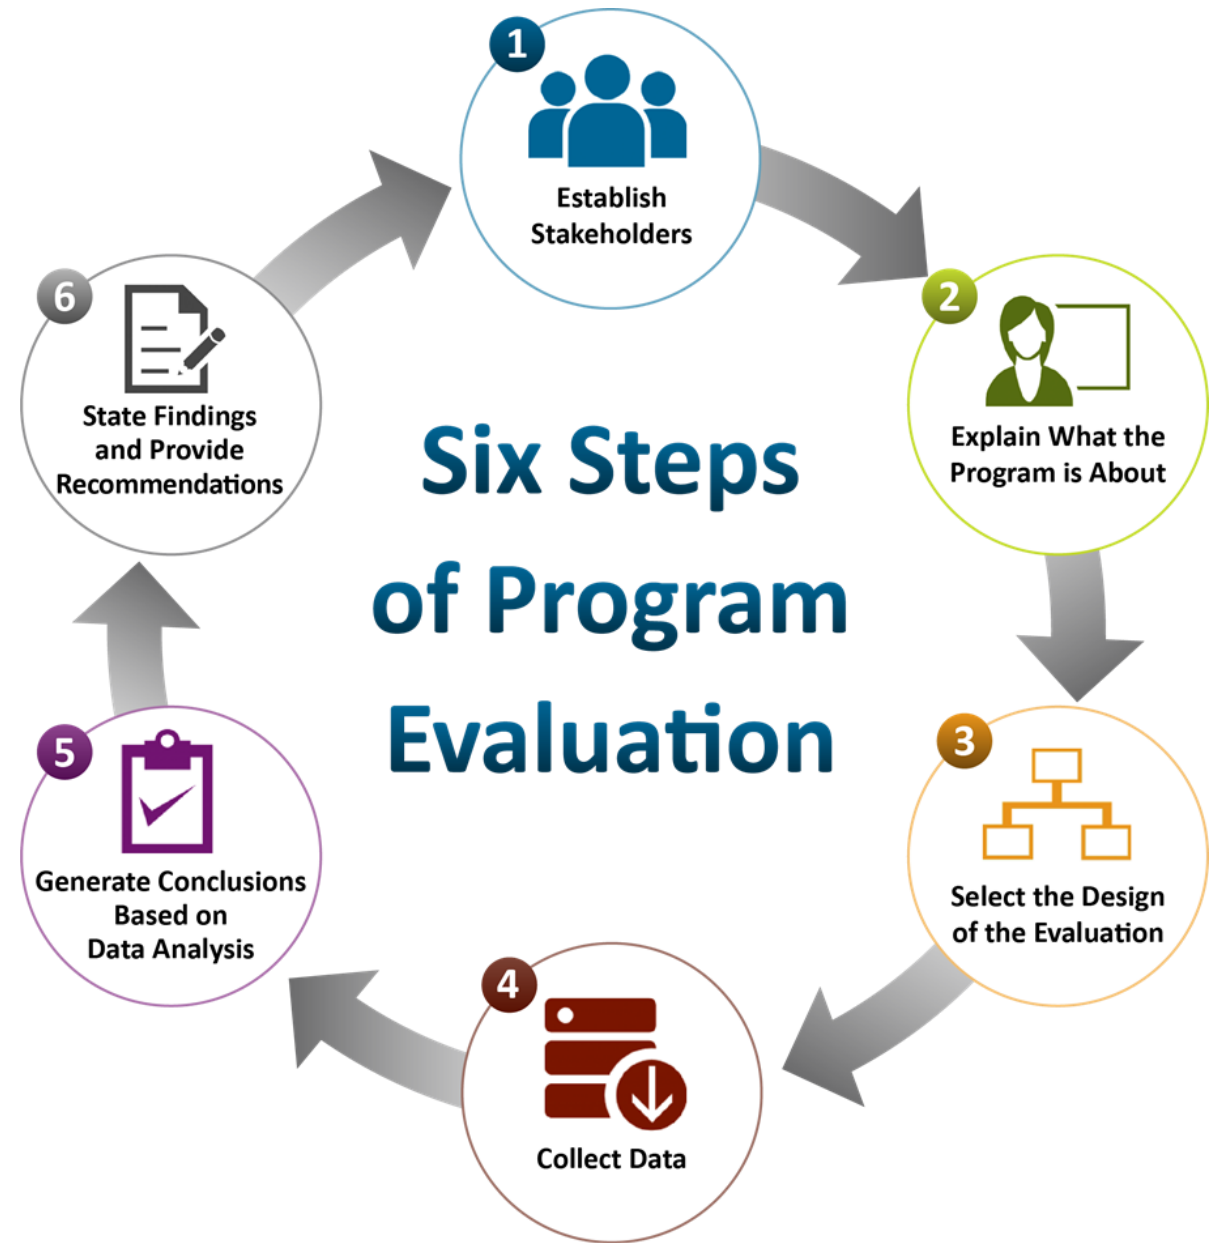 1
Establish
Stakeholders
2
Explain What the
Program is About
3
Select the Design
of the Evaluation
4
Collect Data
5
Generate Conclusions
Based on
Data Analysis
6
State Findings
and Provide
Recommendations
Six Steps
of Program
Evaluation